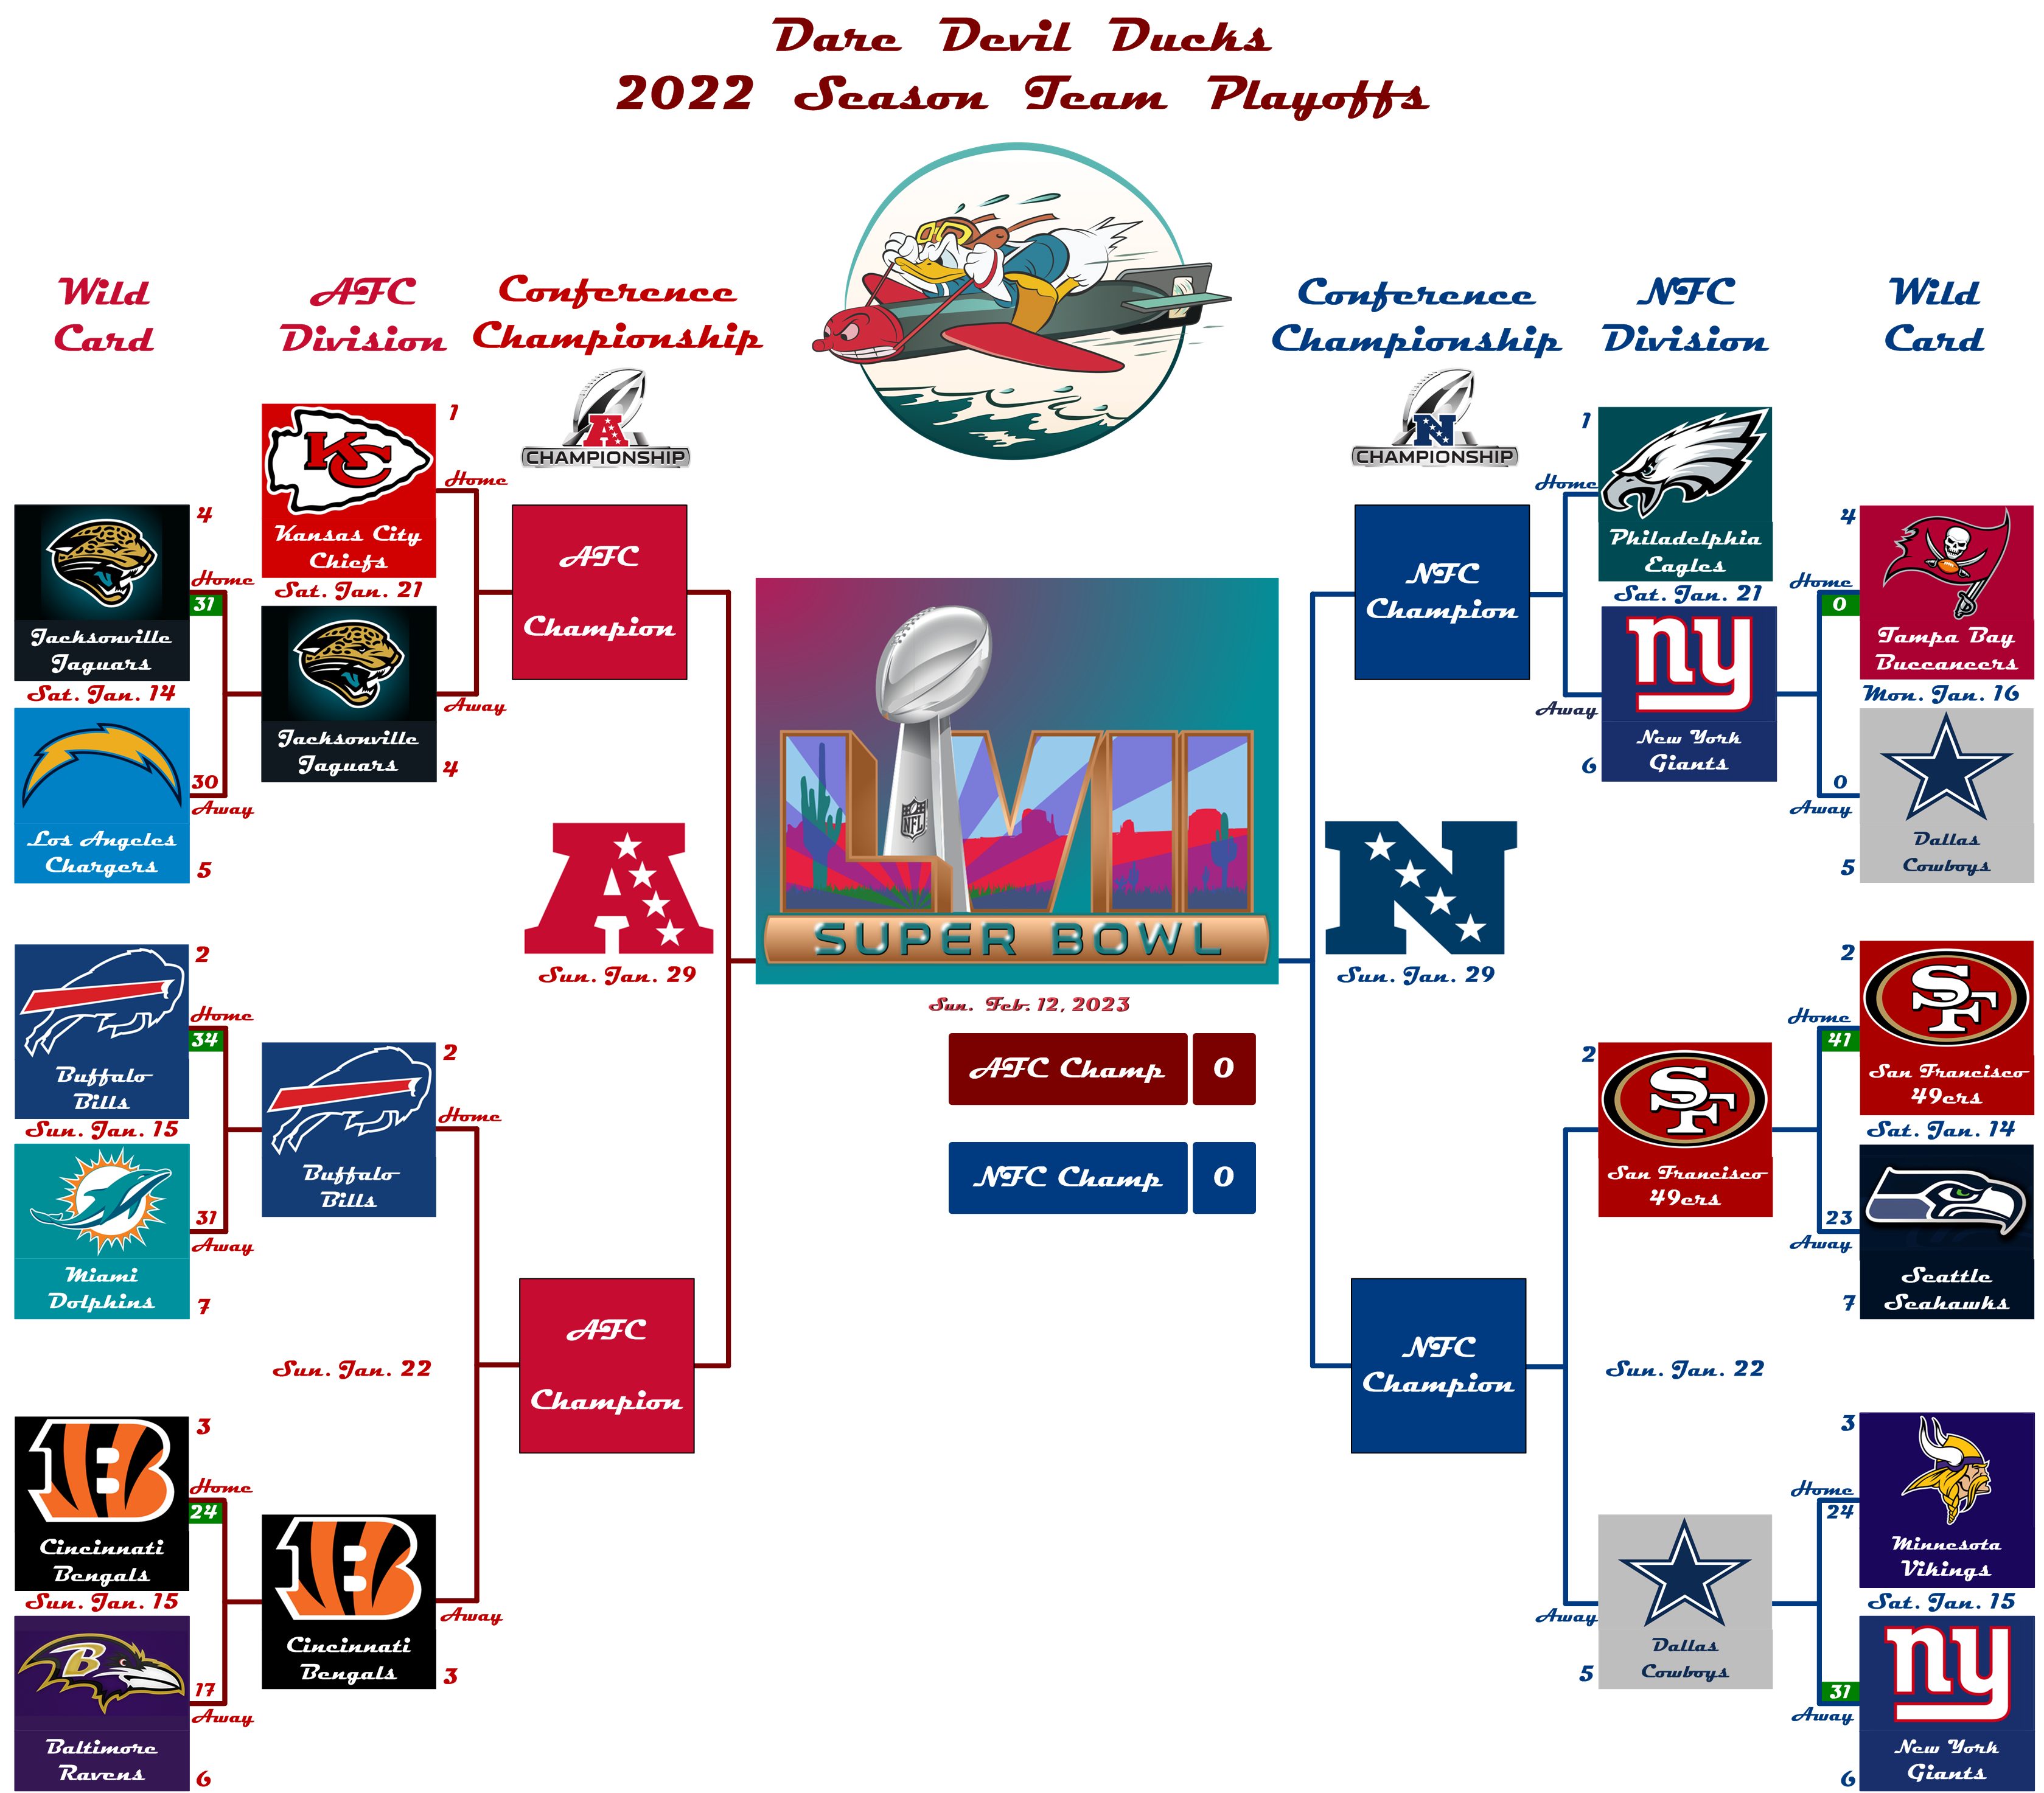 Dare Devil Ducks
2022 Season Team Playoffs
Wild
Card
AFC
Division
Conference
Championship
Conference
Championship
NFC
Division
Wild
Card
A
CHAMPIONSHIP
N
CHAMPIONSHIP
4
Home
31
Jacksonville
Jaguars
Sat. Jan. 14
30
Away
Los Angeles
Chargers
5
2
Home
34
Buffalo
Bills
Sun. Jan. 15
31
Away
Miami
Dolphins
7
3
Home
24
B
Cincinnati
Bengals
Sun. Jan. 15
B
17
Away
Baltimore
Ravens
6
KC
1
Home
Kansas City
Chiefs
Sat. Jan. 21
Away
Jacksonville
Jaguars
4
2
Home
Buffalo
Bills
Sun. Jan. 22
B
Away
Cincinnati
Bengals
3
AFC
Champion
A
Sun. Jan. 29
AFC
Champion
LVII
NFL
SUPER BOWL
Sun. Feb. 12, 2023
AFC Champ 0
NFC Champ 0
NFC
Champion
N
Sun. Jan. 29
NFC
Champion
1
Home
Philadelphia
Eagles
Sat. Jan. 21
ny
Away
New York
Giants
6
2
SF
San Francisco
49ers
Sun. Jan. 22
Away
Dallas
Cowboys
5
4
Home
0
Tampa Bay
Buccaneers
Mon. Jan. 16
0
Away
Dallas
Cowboys
5
2
Home
41
SF
San Francisco
49ers
Sat. Jan. 14
23
Away
Seattle
Seahawks
7
3
Home
24
Minnesota
Vikings
Sat. Jan. 15
ny
31
Away
New York
Giants
6